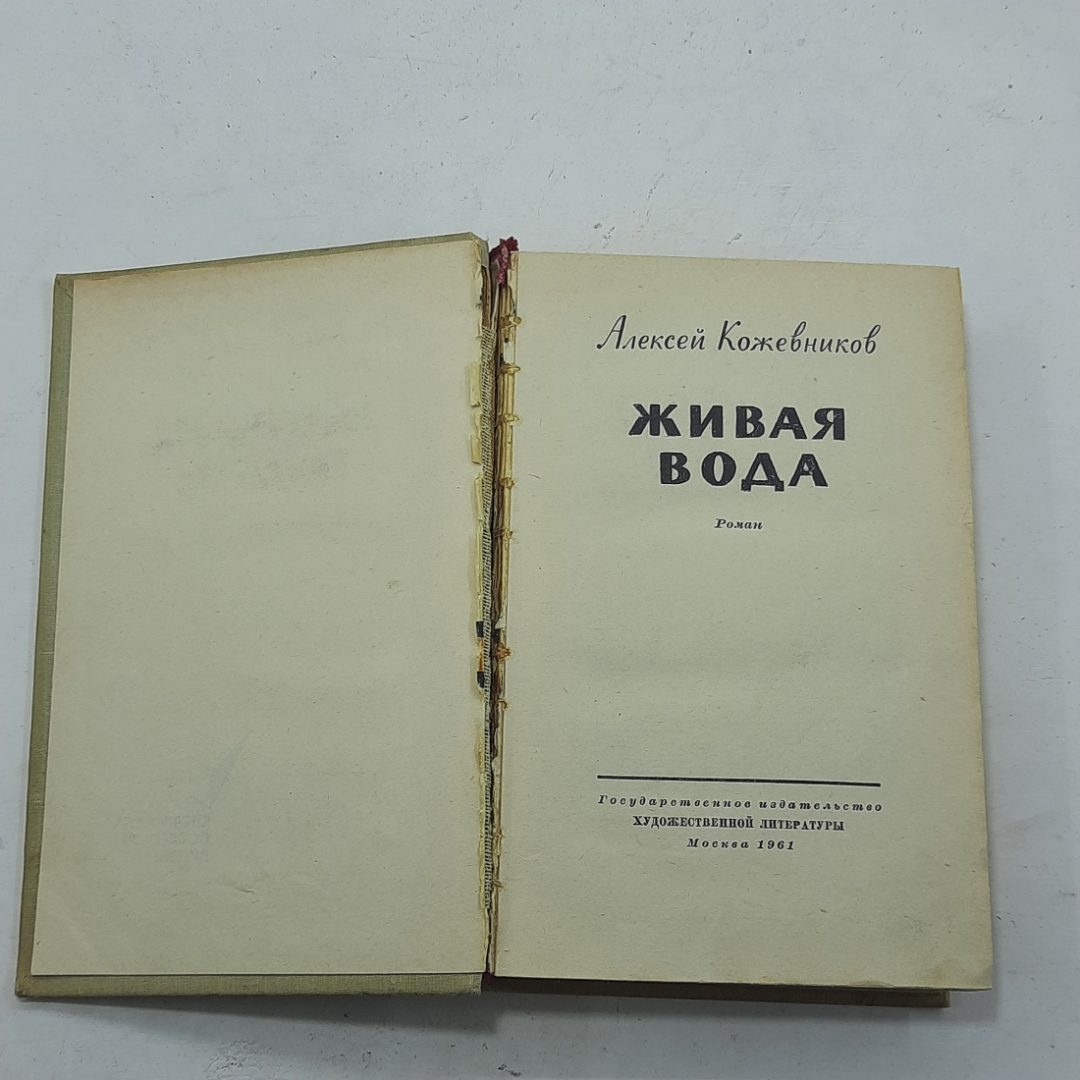 Алексей Кожевников
ЖИВАЯ
ВОДА
Роман
Государственное издательство
ХУДОЖЕСТВЕННОЙ ЛИТЕРАТУРЫ
Москва 1961